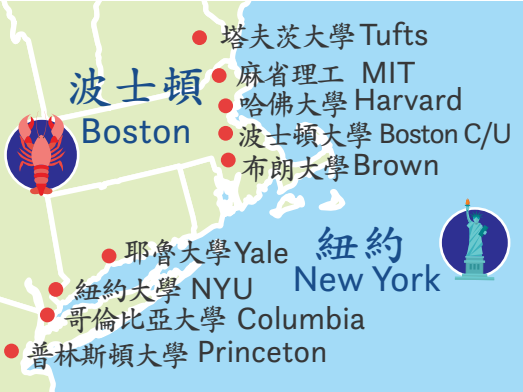 塔夫茨大學 Tufts
麻省理工 MIT
哈佛大學 Harvard
波士頓大學 Boston C/U
布朗大學 Brown
波士頓
Boston
耶魯大學 Yale
紐約大學 NYU
哥倫比亞大學 Columbia
普林斯頓大學 Princeton
紐約
New York